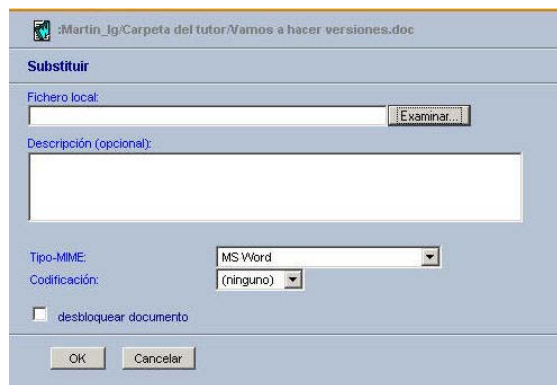 :Martin_lg/Carpeta del tutor/Vamos a hacer versiones.doc
Substituir
Fichero local:
Examinar...
Descripción (opcional):
Tipo-MIME: MS Word
Codificación: (ninguno)
desbloquear documento
OK Cancelar